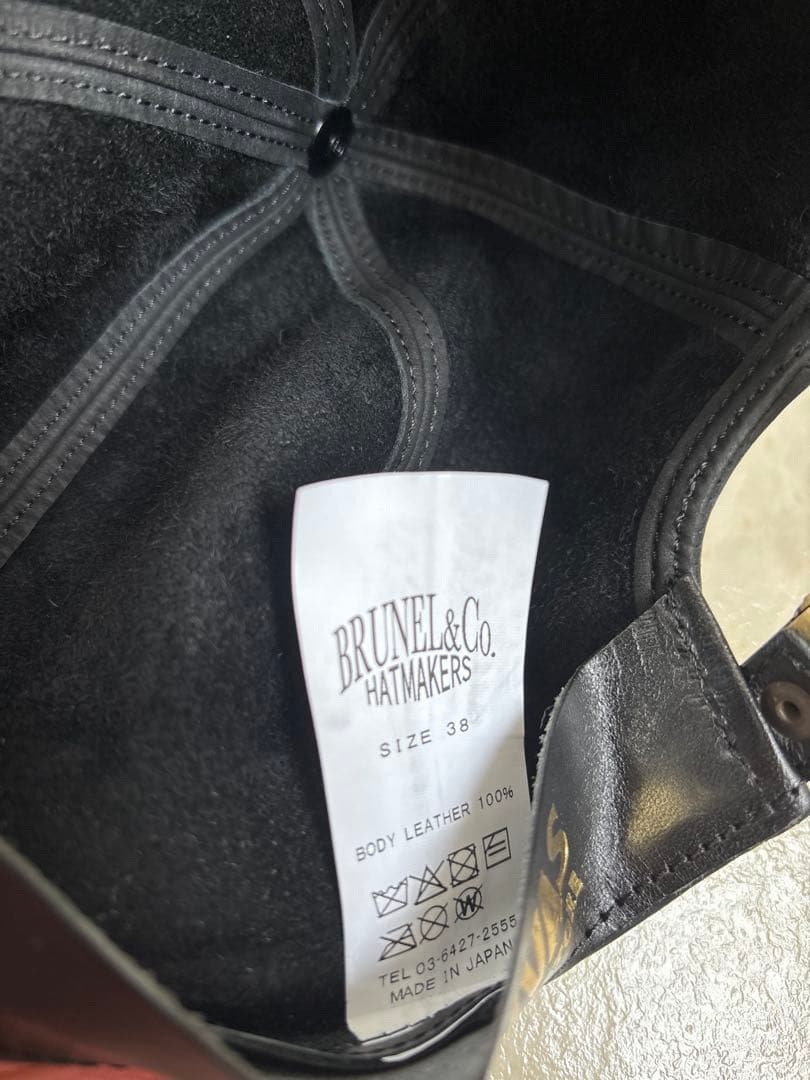 BRUNEL&Co.
HATMAKERS
SIZE 38
BODY LEATHER 100%
W
TEL 03-6427-2555
MADE IN JAPAN